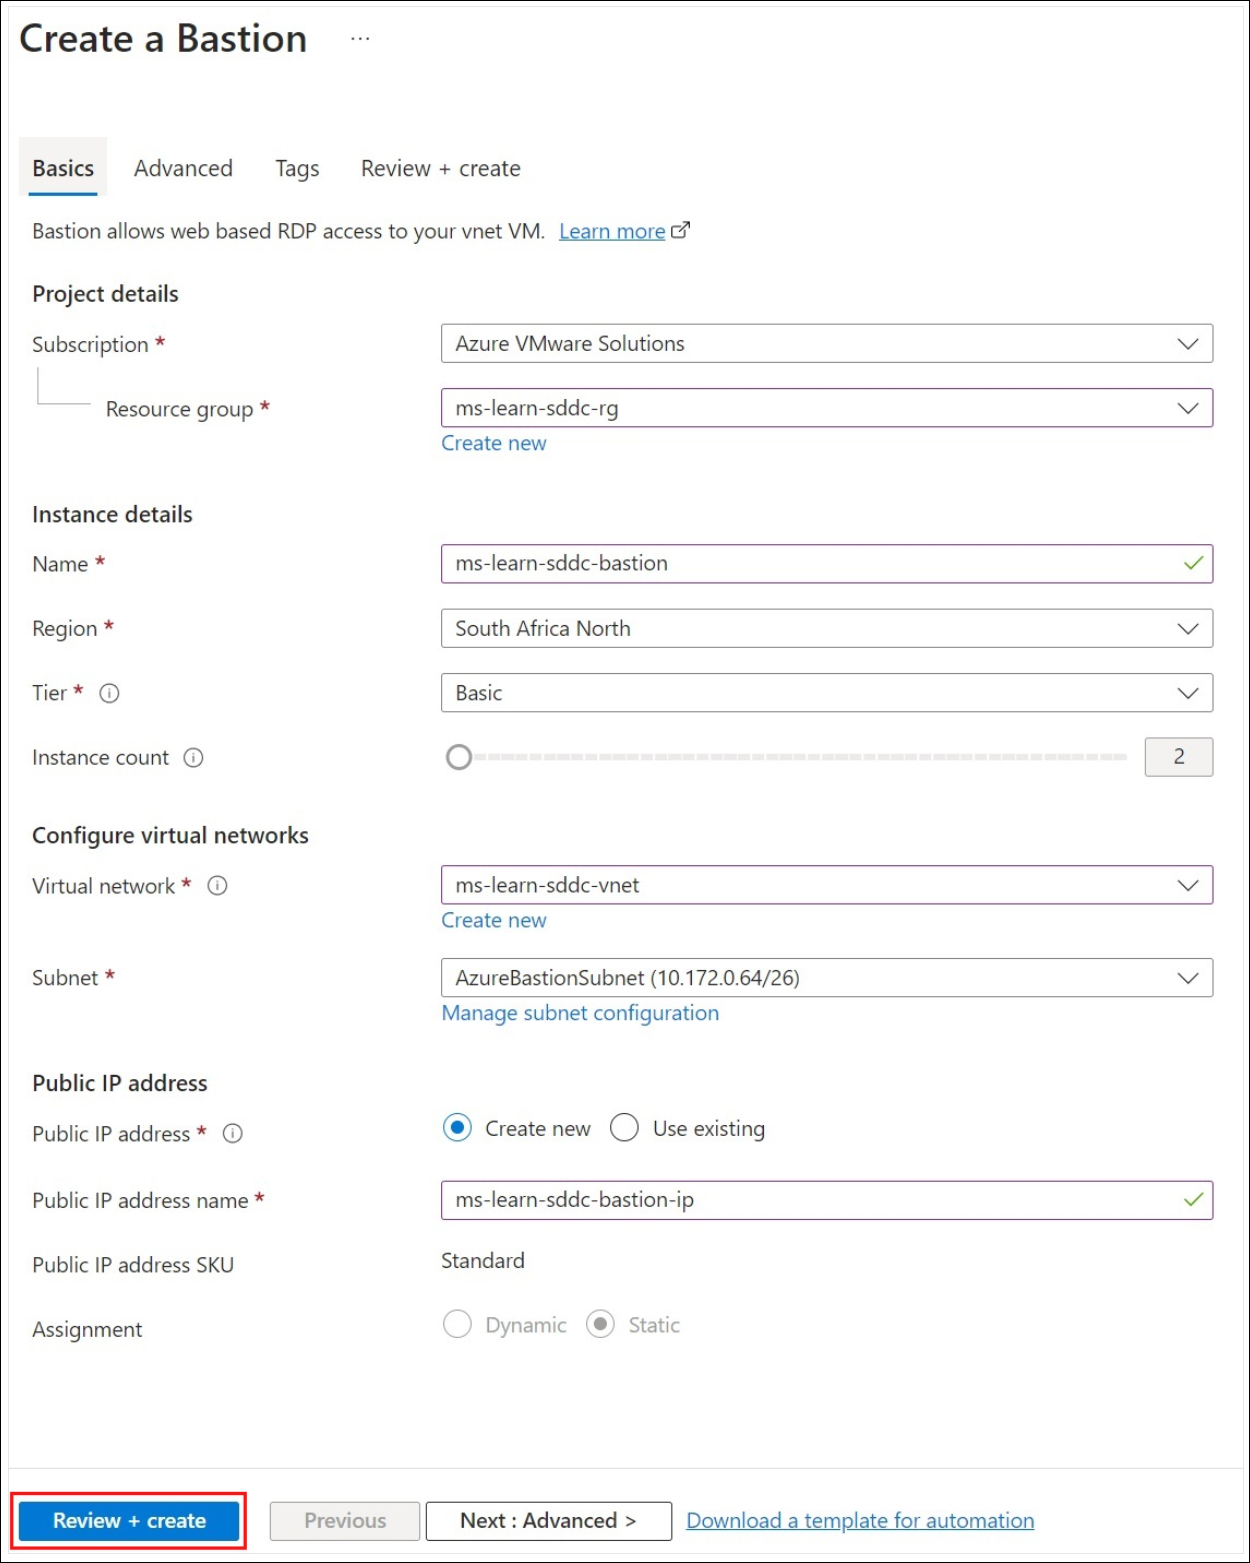 Create a Bastion ...
Basics Advanced Tags Review + create
Bastion allows web based RDP access to your vnet VM. Learn more
Project details
Subscription * Azure VMware Solutions
Resource group * ms-learn-sddc-rg
Create new
Instance details
Name * ms-learn-sddc-bastion
Region * South Africa North
Tier * Basic
Instance count 2
Configure virtual networks
Virtual network * ms-learn-sddc-vnet
Create new
Subnet * AzureBastionSubnet (10.172.0.64/26)
Manage subnet configuration
Public IP address
Public IP address * Create new Use existing
Public IP address name * ms-learn-sddc-bastion-ip
Public IP address SKU Standard
Assignment Dynamic Static
Review + create Previous Next : Advanced > Download a template for automation